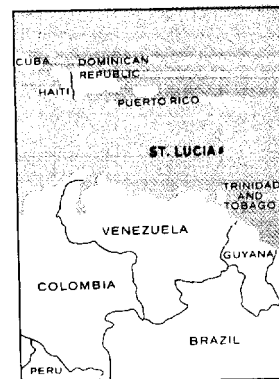 CUBA
DOMINICAN
REPUBLIC
HAITI
PUERTO RICO
ST. LUCIA
TRINIDAD
AND
TOBAGO
VENEZUELA
GUYANA
COLOMBIA
BRAZIL
PERU